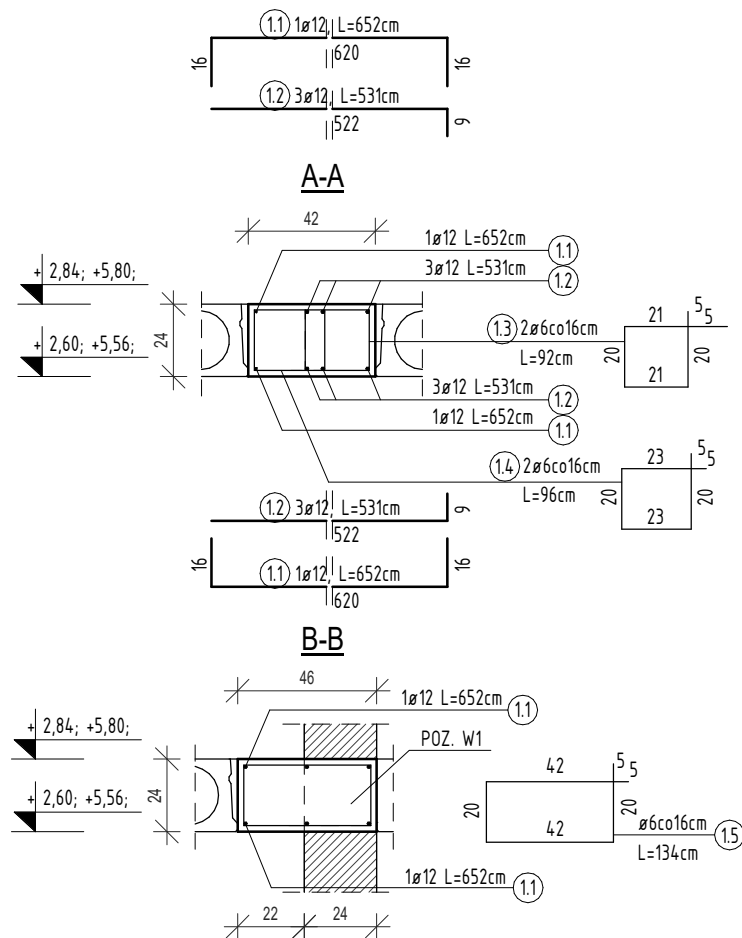 1.1 1ø12, L=652cm
620
16
16
1.2 3ø12, L=531cm
522
9
A-A
42
+ 2,84; +5,80;
+ 2,60; +5,56;
24
1ø12 L=652cm 1.1
3ø12 L=531cm 1.2
1.3 2ø6co16cm
L=92cm
21
5
5
20
20
21
3ø12 L=531cm 1.2
1ø12 L=652cm 1.1
1.4 2ø6co16cm
L=96cm
23
5
5
20
20
23
1.2 3ø12, L=531cm
522
9
1.1 1ø12, L=652cm
620
16
16
B-B
46
+ 2,84; +5,80;
+ 2,60; +5,56;
24
1ø12 L=652cm 1.1
POZ. W1
42
5
5
20
20
42
ø6co16cm 1.5
L=134cm
1ø12 L=652cm 1.1
22
24